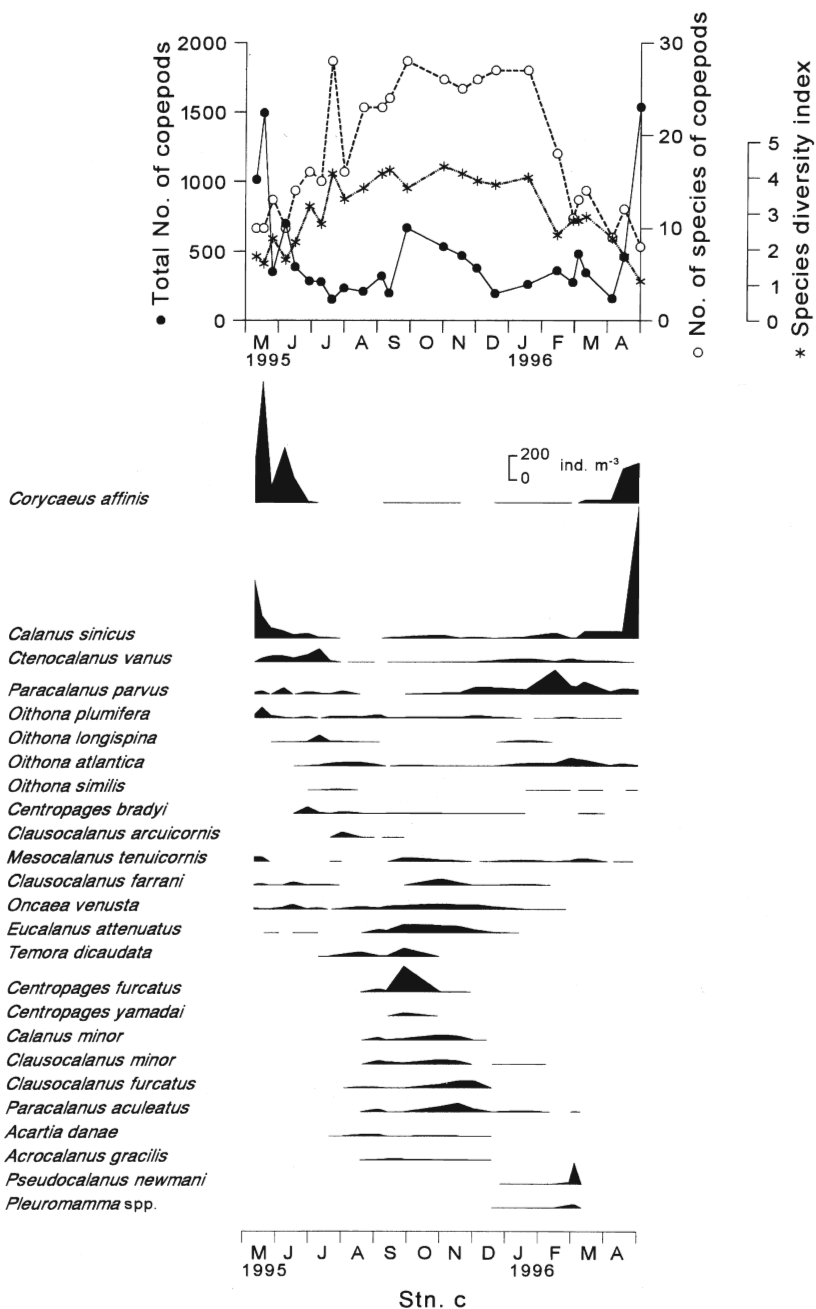 ● Total No. of copepods
2000
1500
1000
500
0
30
20
10
0
○ No. of species of copepods
5
4
3
2
1
0
* Species diversity index
M J J A S O N D J F M A
1995 1996
200
0
ind. m⁻³
Corycaeus affinis
Calanus sinicus
Ctenocalanus vanus
Paracalanus parvus
Oithona plumifera
Oithona longispina
Oithona atlantica
Oithona similis
Centropages bradyi
Clausocalanus arcuicornis
Mesocalanus tenuicornis
Clausocalanus farrani
Oncaea venusta
Eucalanus attenuatus
Temora dicaudata
Centropages furcatus
Centropages yamadai
Calanus minor
Clausocalanus minor
Clausocalanus furcatus
Paracalanus aculeatus
Acartia danae
Acrocalanus gracilis
Pseudocalanus newmani
Pleuromamma spp.
M J J A S O N D J F M A
1995 1996
Stn. c